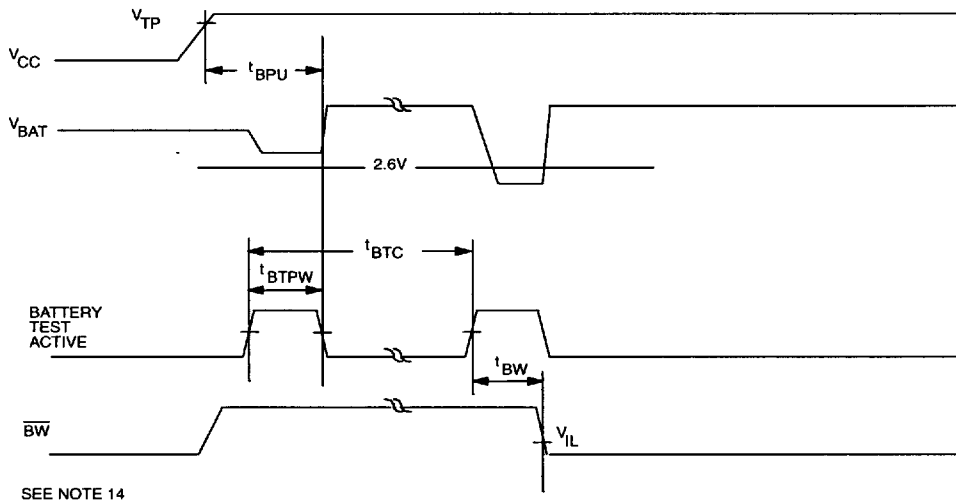 V_TP
V_CC
t_BPU
V_BAT
2.6V
t_BTC
t_BTPW
BATTERY
TEST
ACTIVE
t_BW
BW
V_IL
SEE NOTE 14